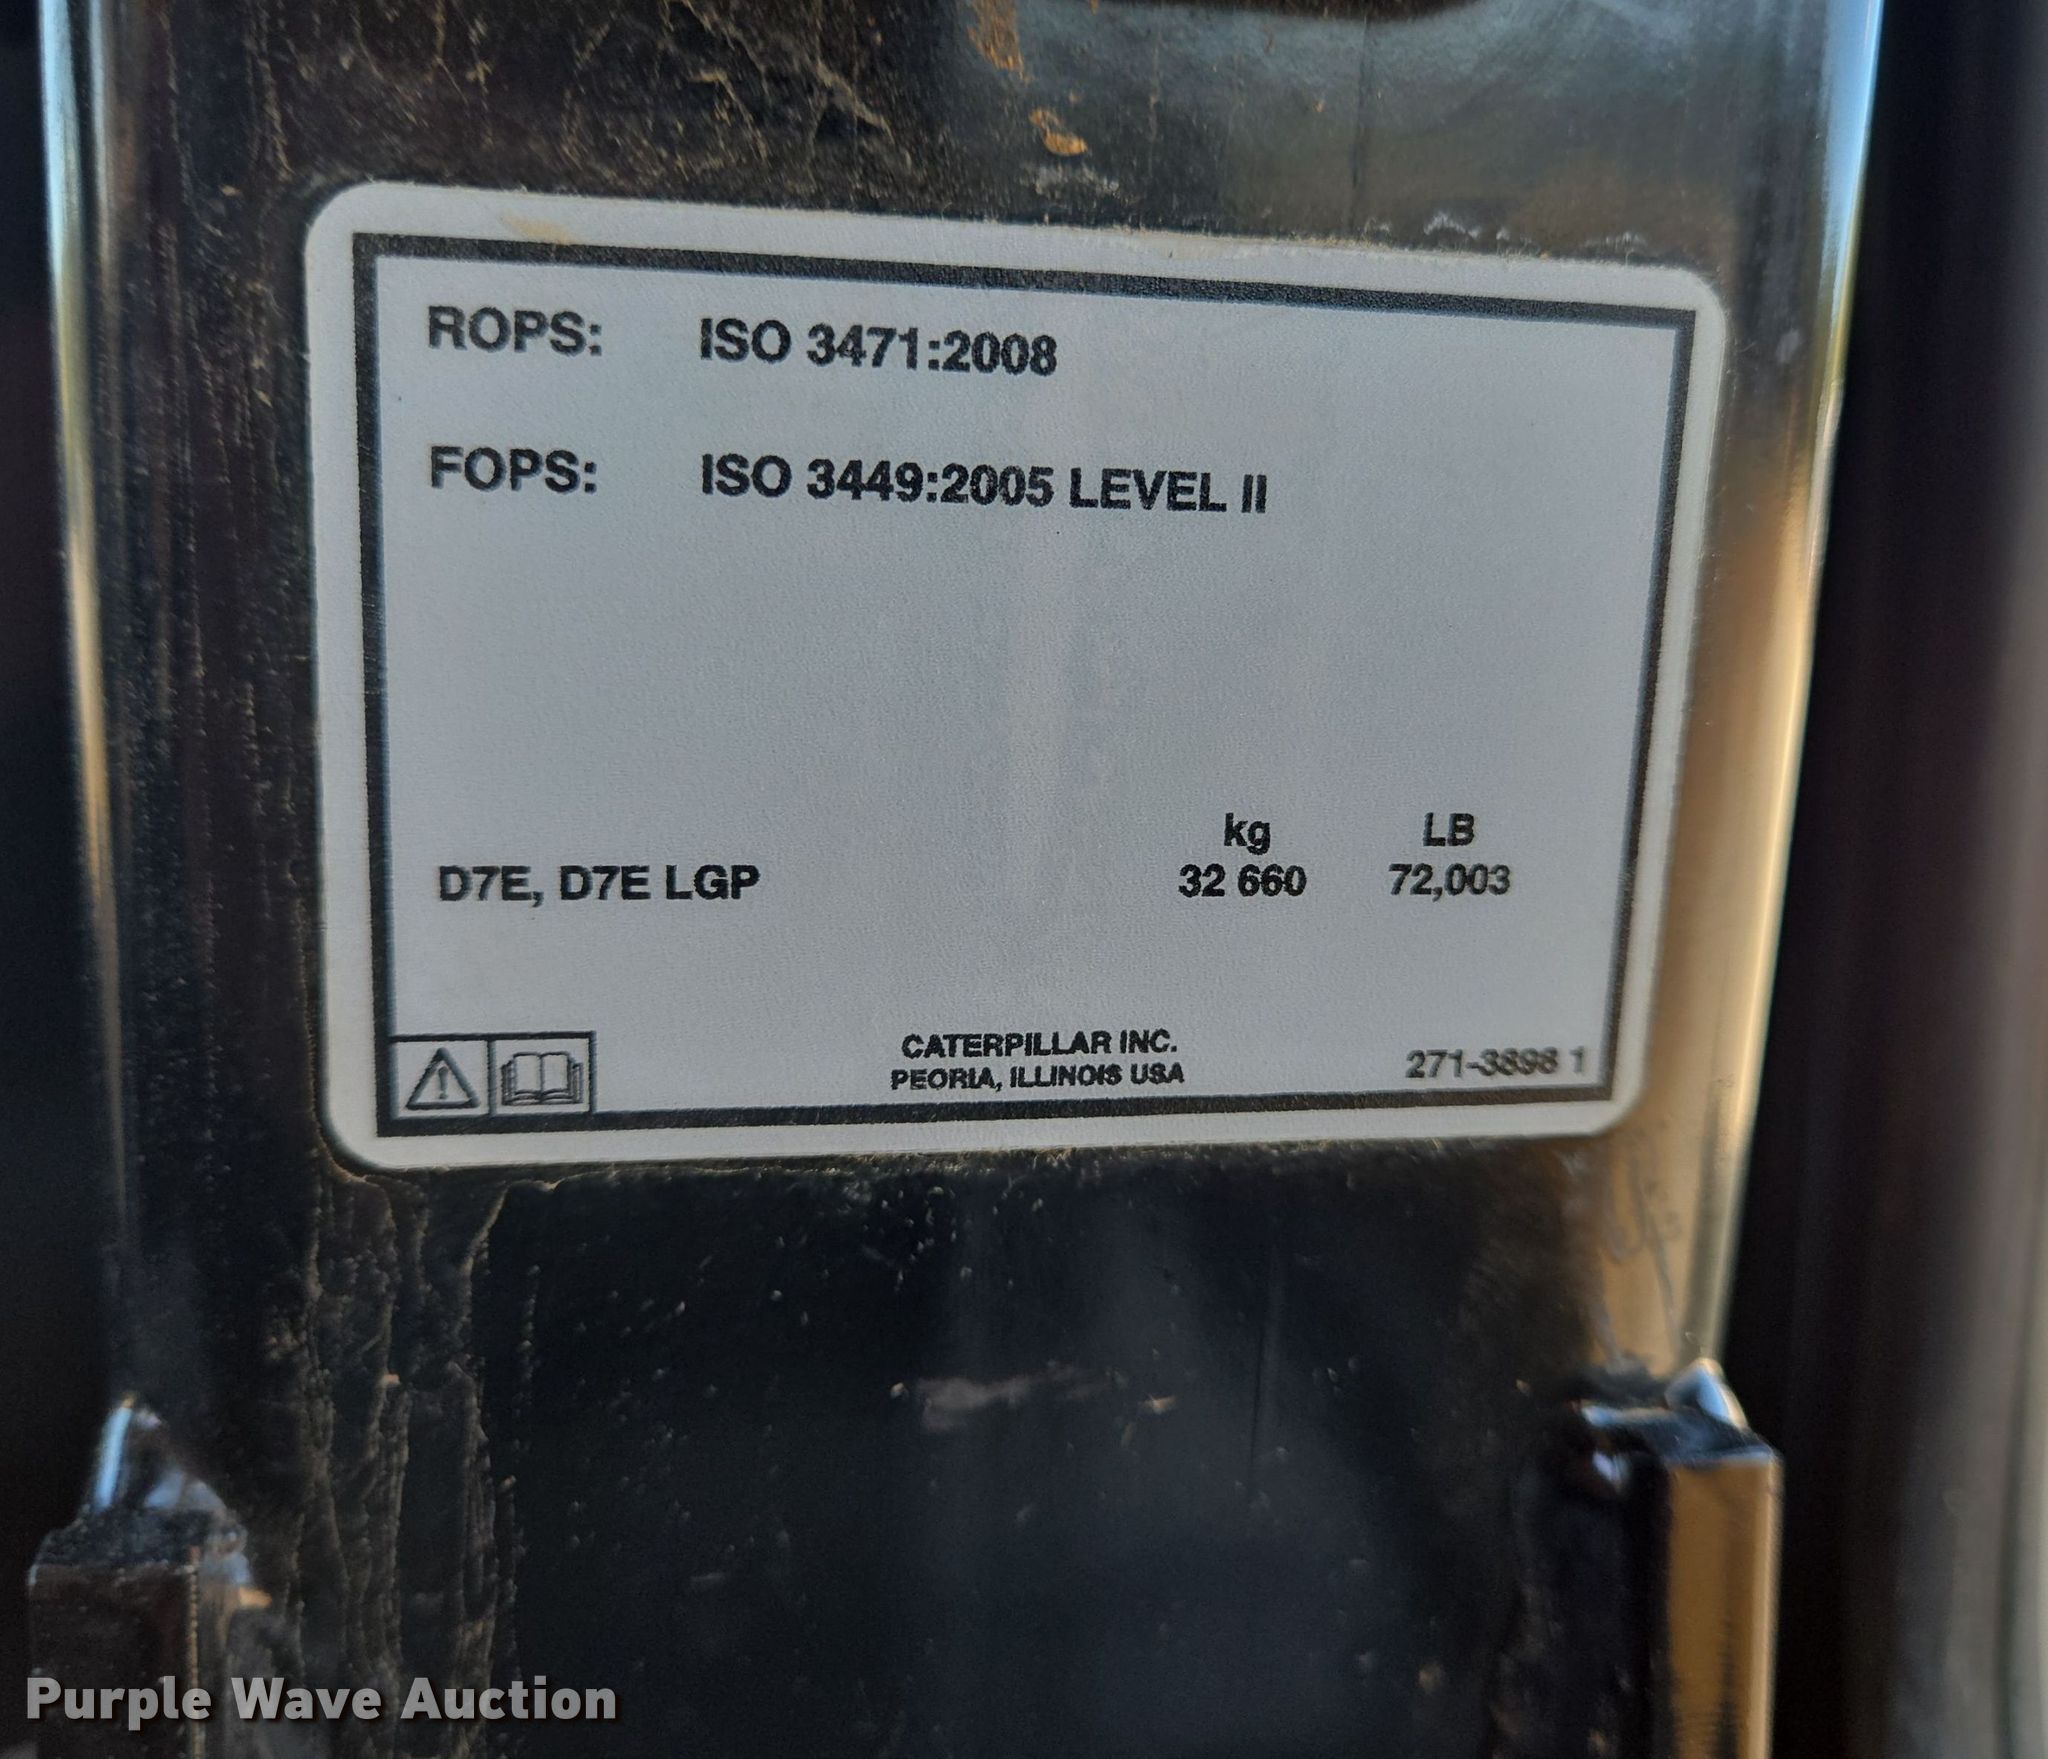 ROPS: ISO 3471:2008
FOPS: ISO 3449:2005 LEVEL II
kg LB
D7E, D7E LGP 32 660 72,003
CATERPILLAR INC.
PEORIA, ILLINOIS USA
271-3898 1
Purple Wave Auction